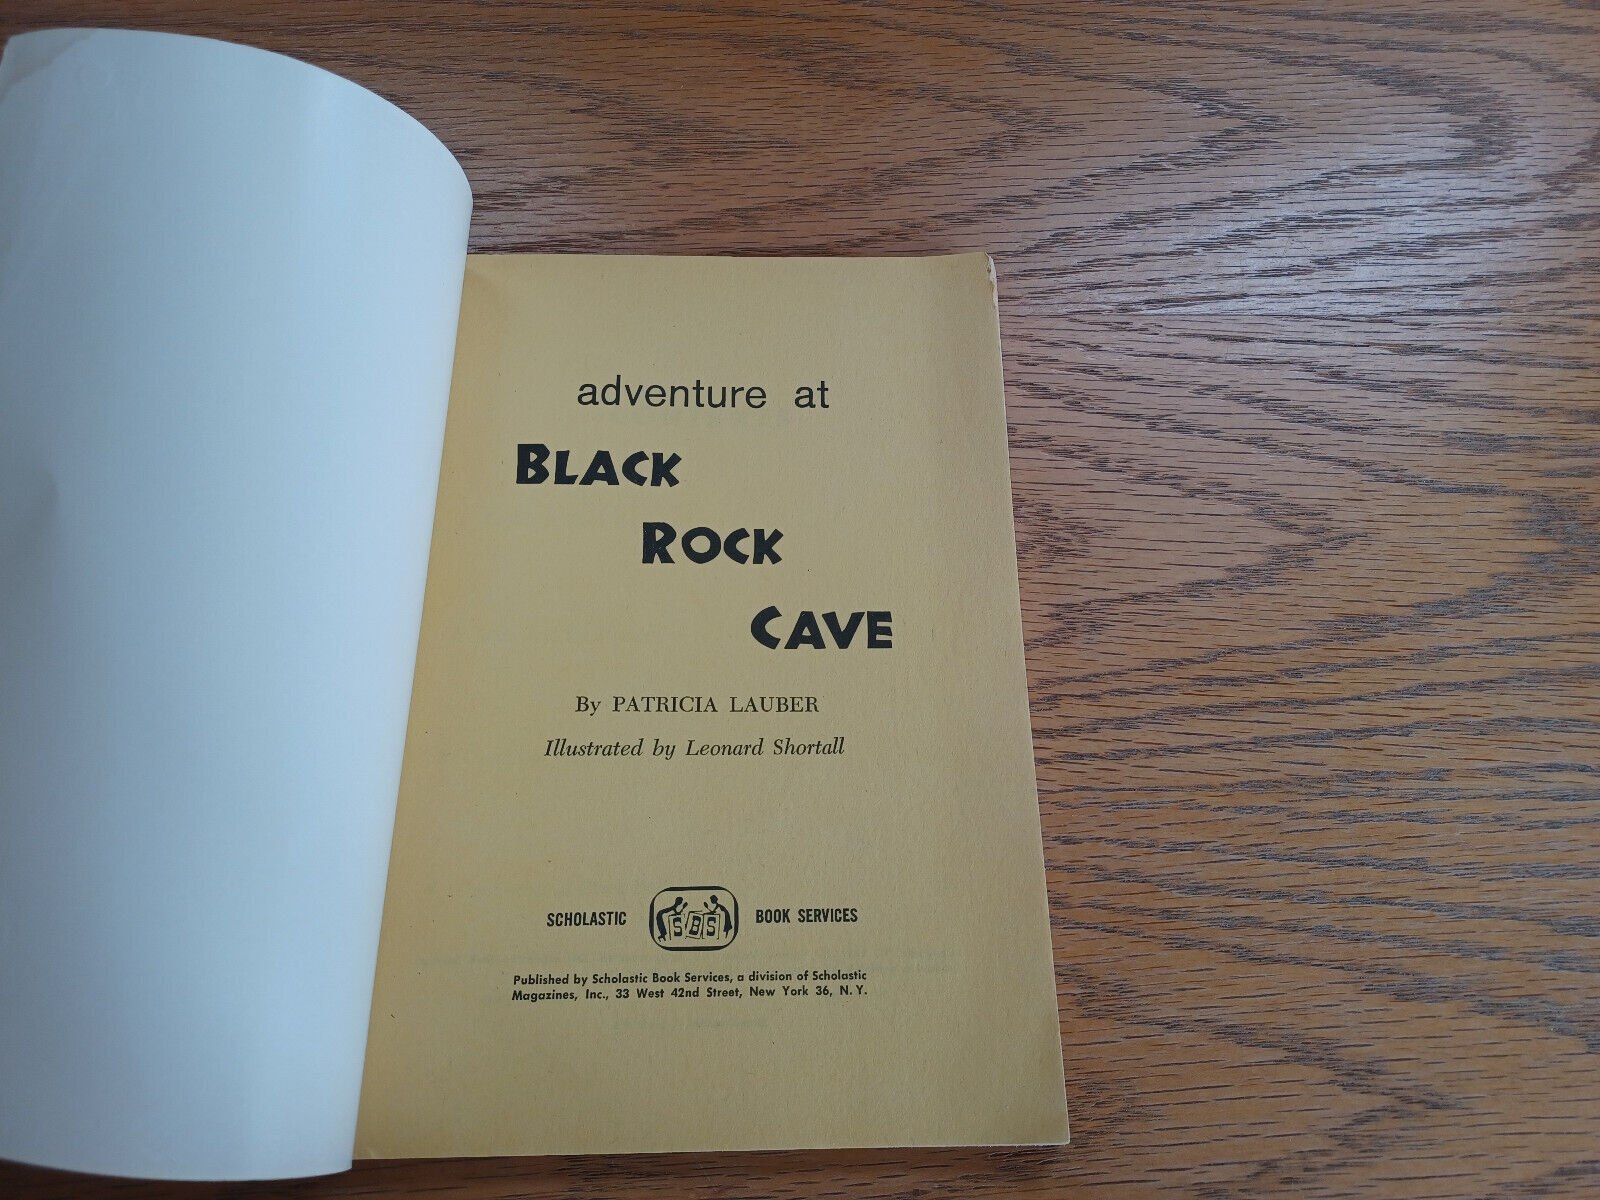 adventure at
BLACK
ROCK
CAVE
By PATRICIA LAUBER
Illustrated by Leonard Shortall
SCHOLASTIC SBS BOOK SERVICES
Published by Scholastic Book Services, a division of Scholastic
Magazines, Inc., 33 West 42nd Street, New York 36, N. Y.